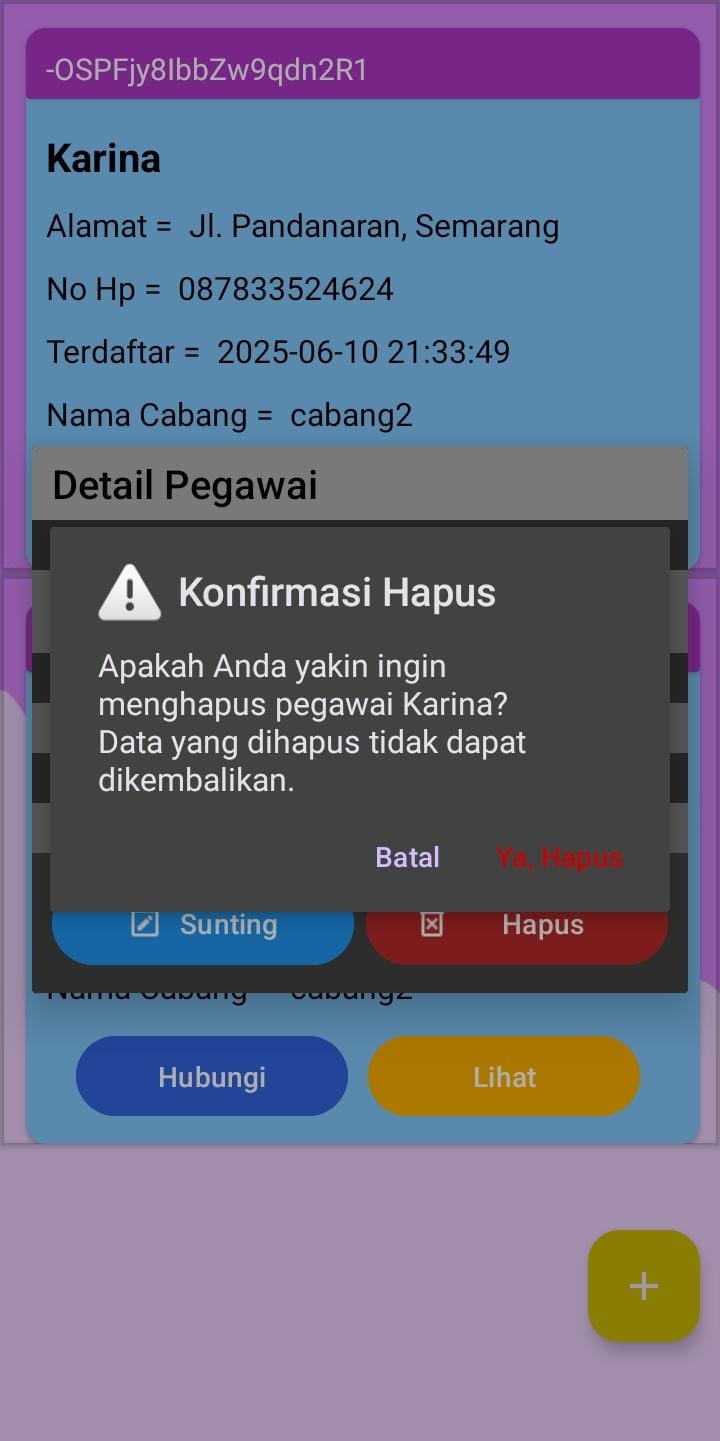 -OSPFjy8IbbZw9qdn2R1
Karina
Alamat = Jl. Pandanaran, Semarang
No Hp = 087833524624
Terdaftar = 2025-06-10 21:33:49
Nama Cabang = cabang2
Detail Pegawai
Konfirmasi Hapus
Apakah Anda yakin ingin
menghapus pegawai Karina?
Data yang dihapus tidak dapat
dikembalikan.
Batal Ya, Hapus
Sunting Hapus
Nama Cabang = cabang2
Hubungi Lihat
+